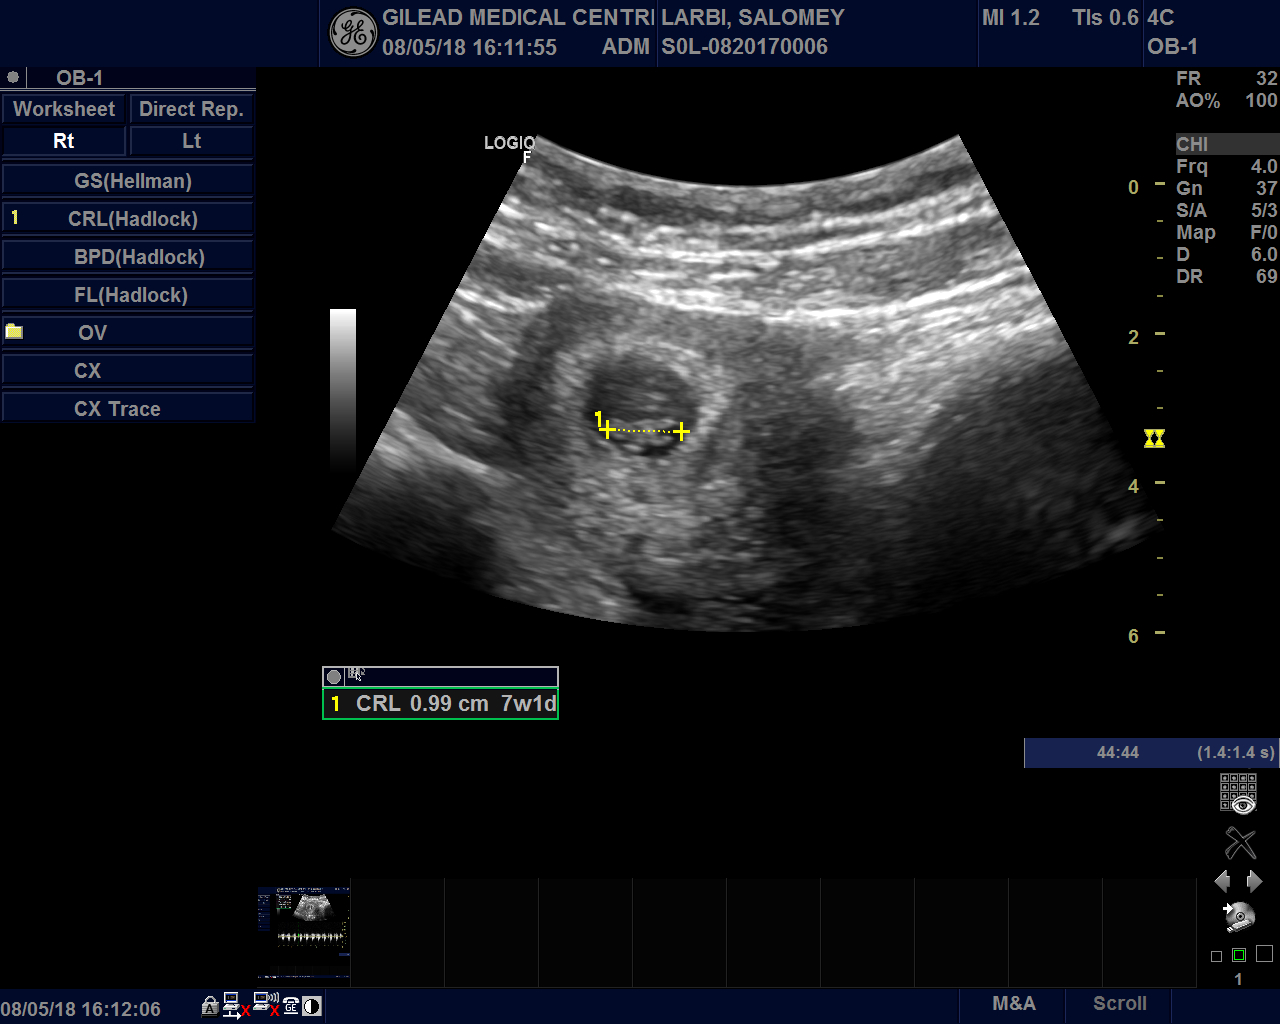 GILEAD MEDICAL CENTR
LARBI, SALOMEY
MI 1.2 TIs 0.6 4C
08/05/18 16:11:55 ADM S0L-0820170006 OB-1
OB-1
Worksheet Direct Rep.
Rt Lt
GS(Hellman)
1 CRL(Hadlock)
BPD(Hadlock)
FL(Hadlock)
OV
CX
CX Trace
LOGIQ
F
FR 32
AO% 100
CHI
Frq 4.0
Gn 37
S/A 5/3
Map F/0
D 6.0
DR 69
0
2
4
6
1
1 CRL 0.99 cm 7w1d
44:44 (1.4:1.4 s)
1
08/05/18 16:12:06
GE
M&A Scroll